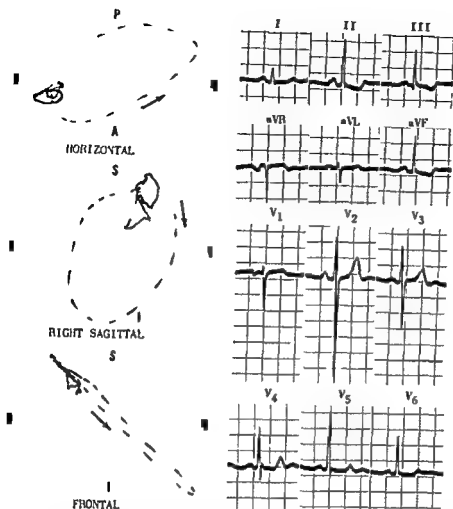 P
A
HORIZONTAL
S
I
RIGHT SAGITTAL
S
I
FRONTAL
I II III
aVR aVL aVF
V1 V2 V3
V4 V5 V6